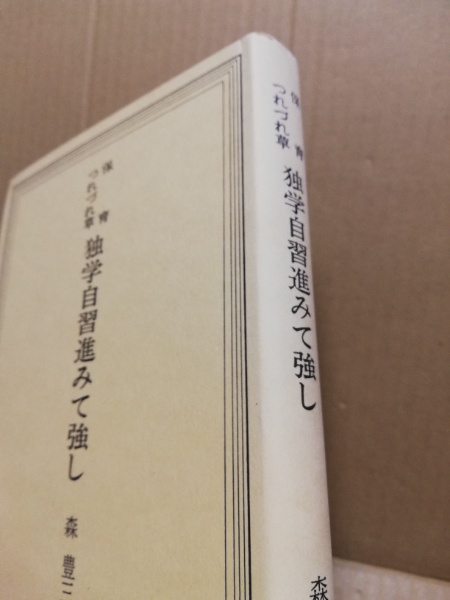 保育
つれづれ草
独学自習進みて強し
森 豊
保育
つれづれ草
独学自習進みて強し
森